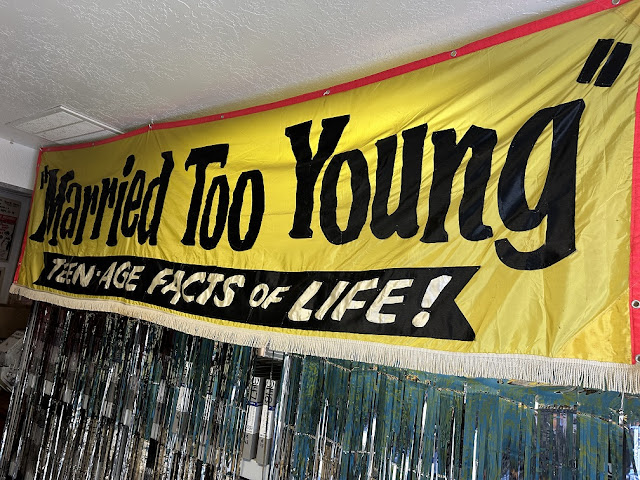 "Married Too Young"
TEEN-AGE FACTS OF LIFE!